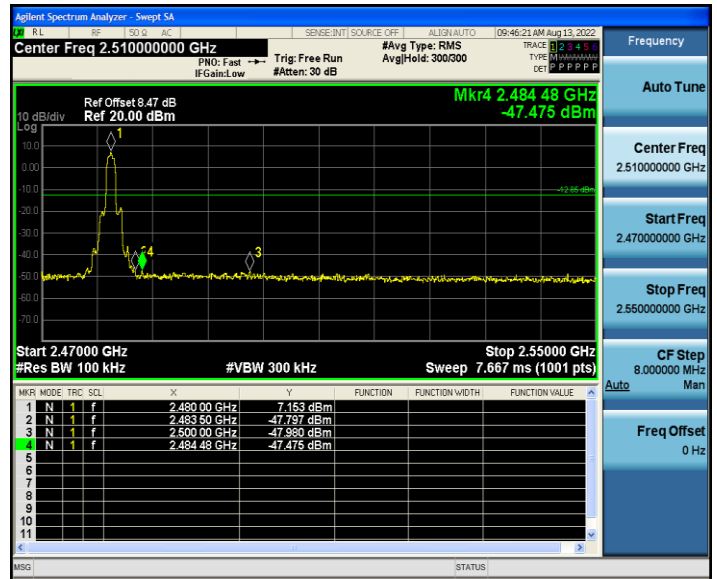 Agilent Spectrum Analyzer - Swept SA
RL RF 50 Ω AC SENSE:INT SOURCE OFF ALIGNAUTO 09:46:21 AM Aug 13, 2022
Center Freq 2.510000000 GHz #Avg Type: RMS TRACE 1 2 3 4 5 6
PNO: Fast Trig: Free Run Avg|Hold: 300/300 TYPE M WWWWW
IFGain:Low #Atten: 30 dB DET P P P P P P
Mkr4 2.484 48 GHz
-47.475 dBm
Ref Offset 8.47 dB
10 dB/div Ref 20.00 dBm
Log
10.0
0.00
-10.0
-12.85 dBm
-20.0
-30.0
-40.0
-50.0
-60.0
-70.0
1
4
3
Start 2.47000 GHz Stop 2.55000 GHz
#Res BW 100 kHz #VBW 300 kHz Sweep 7.667 ms (1001 pts)
MKR MODE TRC SCL X Y FUNCTION FUNCTION WIDTH FUNCTION VALUE
1 N 1 f 2.480 00 GHz 7.153 dBm
2 N 1 f 2.483 50 GHz -47.797 dBm
3 N 1 f 2.500 00 GHz -47.980 dBm
4 N 1 f 2.484 48 GHz -47.475 dBm
5
6
7
8
9
10
11
MSG STATUS
Frequency
Auto Tune
Center Freq
2.510000000 GHz
Start Freq
2.470000000 GHz
Stop Freq
2.550000000 GHz
CF Step
8.000000 MHz
Auto Man
Freq Offset
0 Hz